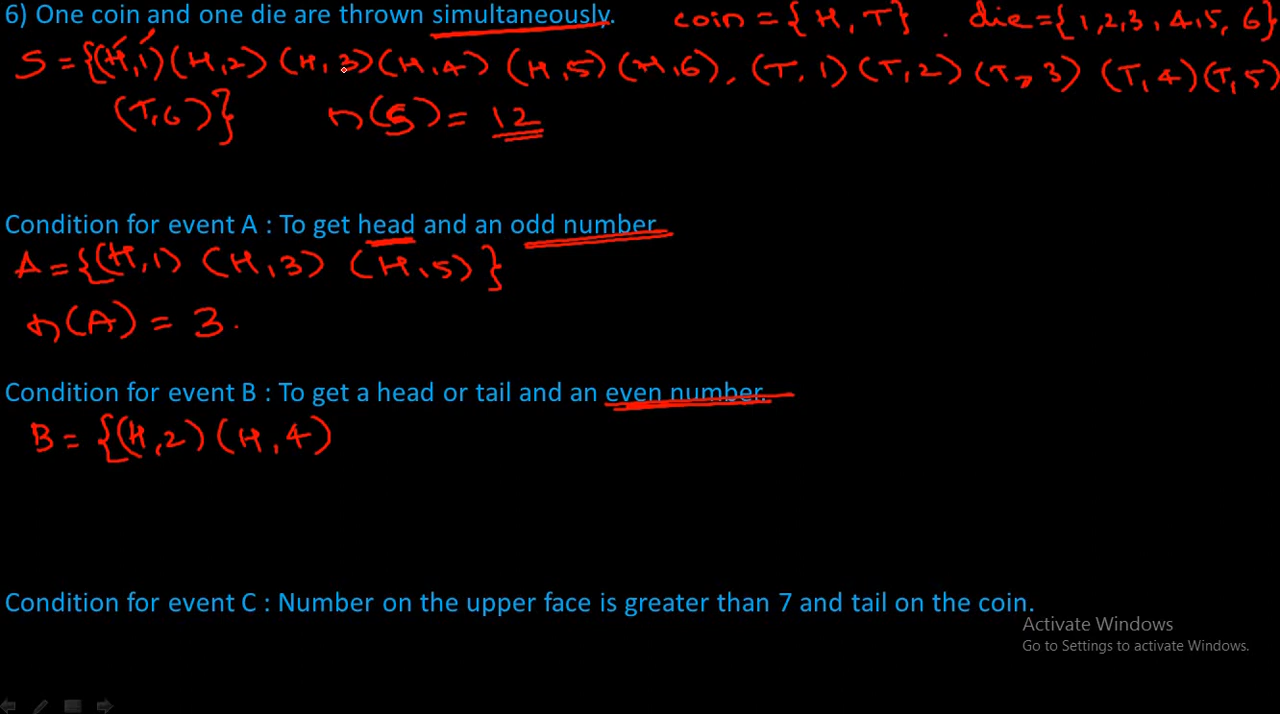 6) One coin and one die are thrown simultaneously. coin = {H, T}. die={1,2,3,4,5,6}
S = {(H,1)(H,2)(H,3)(H,4)(H,5)(H,6),(T,1)(T,2)(T,3)(T,4)(T,5)
(T,6)} n(S) = 12
Condition for event A : To get head and an odd number
A={(H,1) (H,3) (H,5)}
n(A) = 3.
Condition for event B : To get a head or tail and an even number.
B = {(H,2)(H,4)
Condition for event C : Number on the upper face is greater than 7 and tail on the coin.
Activate Windows
Go to Settings to activate Windows.